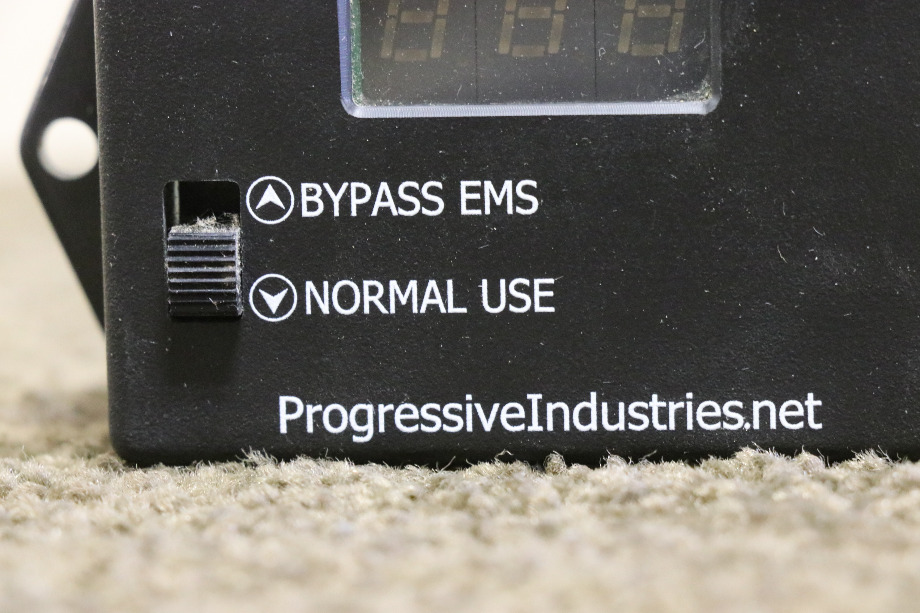 BYPASS EMS
NORMAL USE
ProgressiveIndustries.net